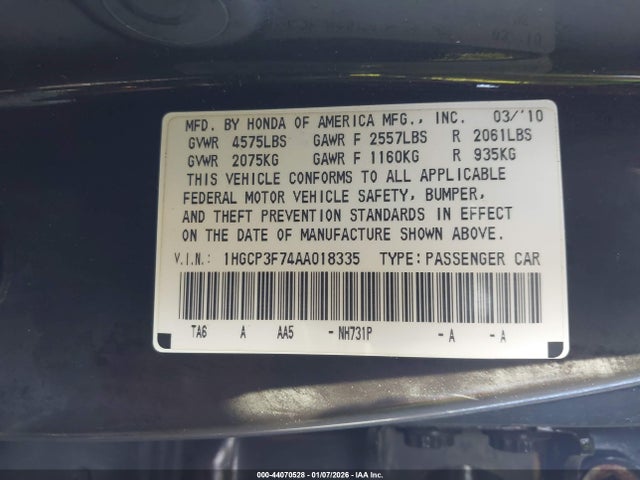 MFD. BY HONDA OF AMERICA MFG., INC. 03/'10
GVWR 4575LBS GAWR F 2557LBS R 2061LBS
GVWR 2075KG GAWR F 1160KG R 935KG
THIS VEHICLE CONFORMS TO ALL APPLICABLE
FEDERAL MOTOR VEHICLE SAFETY, BUMPER,
AND THEFT PREVENTION STANDARDS IN EFFECT
ON THE DATE OF MANUFACTURE SHOWN ABOVE.
V.I.N.: 1HGCP3F74AA018335 TYPE: PASSENGER CAR
TA6 A AA5 -NH731P -A -A
000-44070528 - 01/07/2026 - IAA Inc.